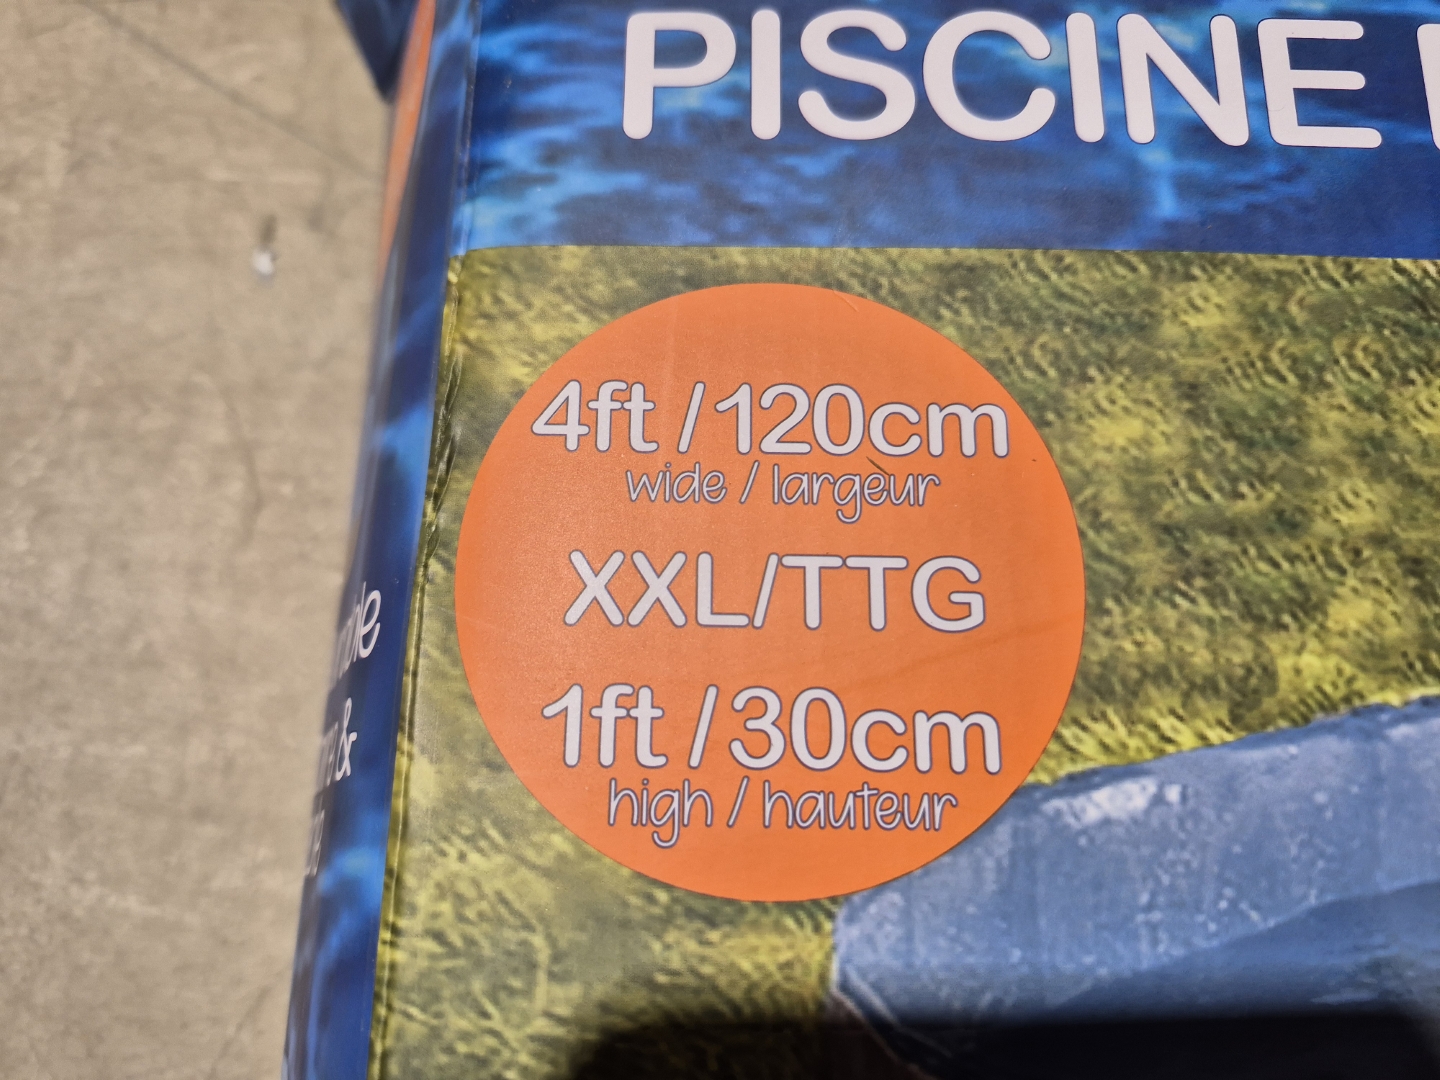 PISCINE
4ft / 120cm
wide / largeur
XXL/TTG
1ft / 30cm
high / hauteur
&